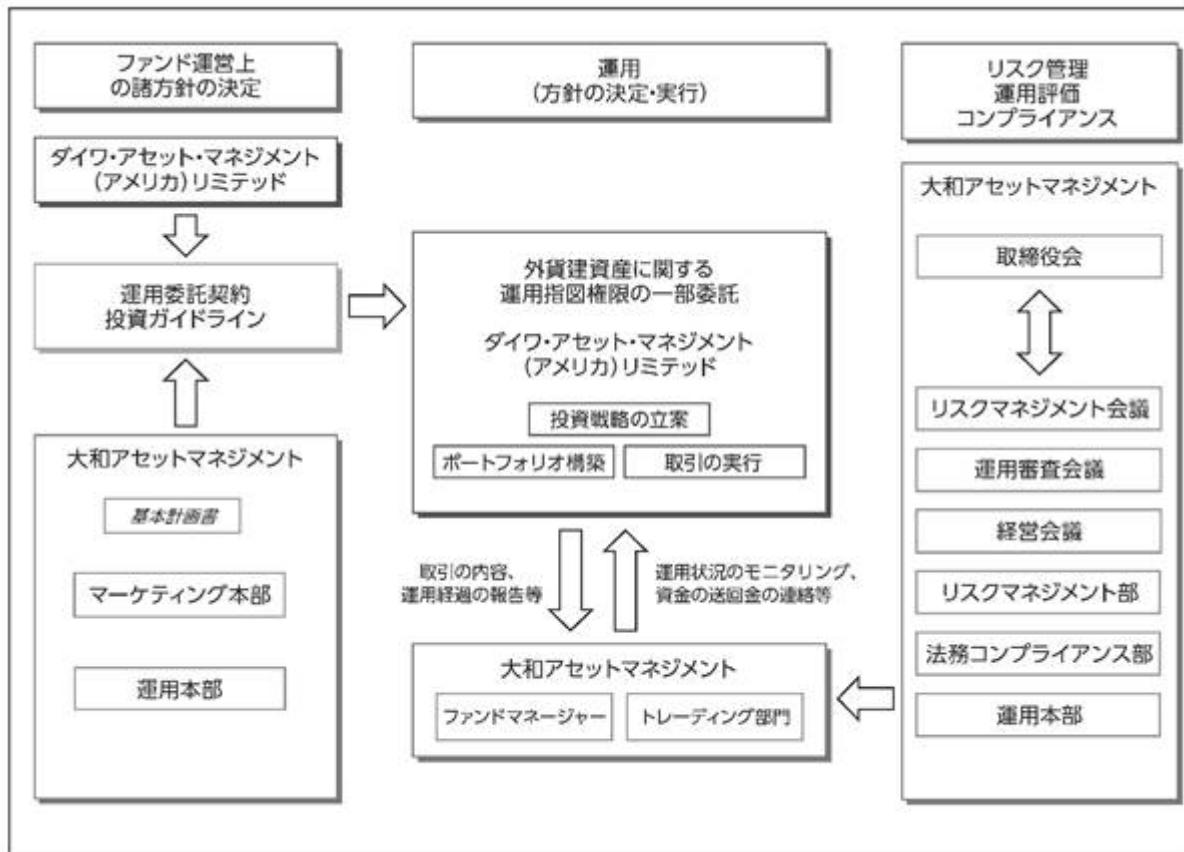 ファンド運営上
の諸方針の決定
ダイワ・アセット・マネジメント
(アメリカ)リミテッド
運用委託契約
投資ガイドライン
大和アセットマネジメント
基本計画書
マーケティング本部
運用本部
運用
(方針の決定・実行)
外貨建資産に関する
運用指図権限の一部委託
ダイワ・アセット・マネジメント
(アメリカ)リミテッド
投資戦略の立案
ポートフォリオ構築
取引の実行
取引の内容、
運用経過の報告等
運用状況のモニタリング、
資金の送回金の連絡等
大和アセットマネジメント
ファンドマネージャー
トレーディング部門
リスク管理
運用評価
コンプライアンス
大和アセットマネジメント
取締役会
リスクマネジメント会議
運用審査会議
経営会議
リスクマネジメント部
法務コンプライアンス部
運用本部